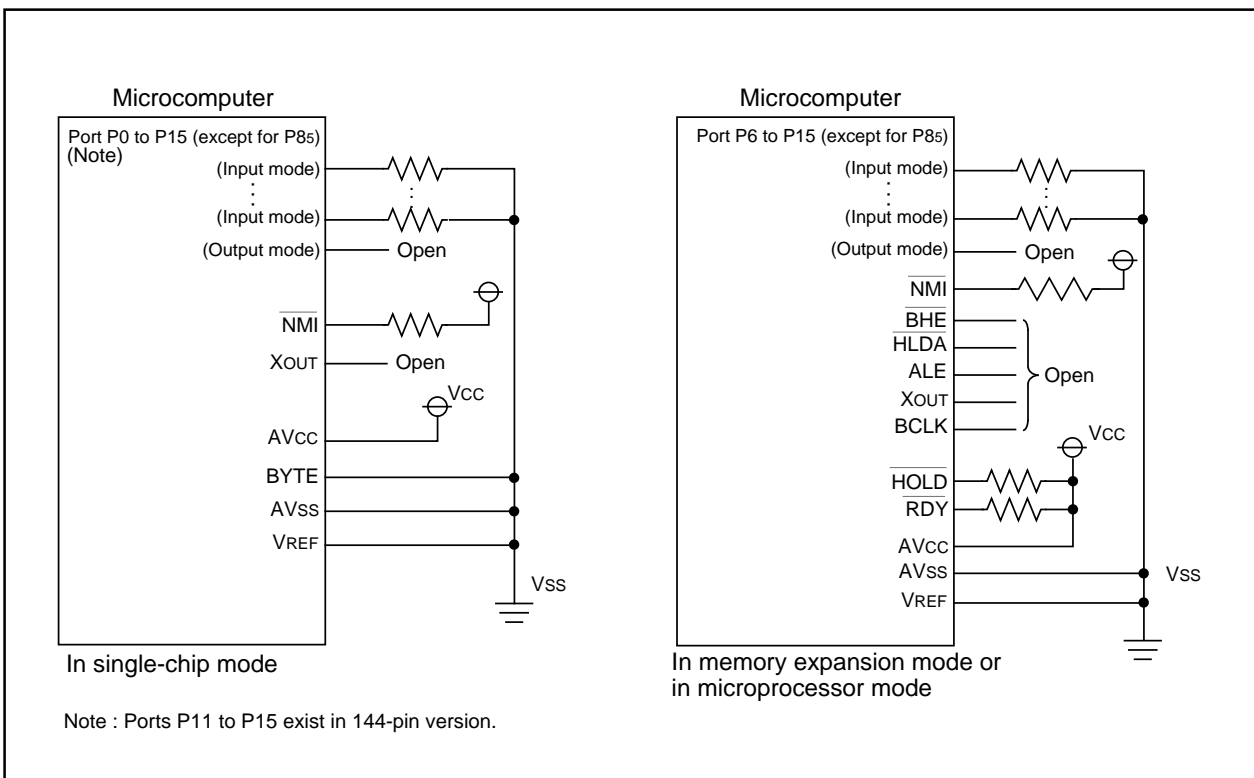 Microcomputer
Port P0 to P15 (except for P85)
(Note)
(Input mode)
(Input mode)
(Output mode)
Open
NMI
XOUT
Open
VCC
AVCC
BYTE
AVSS
VREF
VSS
In single-chip mode
Note : Ports P11 to P15 exist in 144-pin version.
Microcomputer
Port P6 to P15 (except for P85)
(Input mode)
(Input mode)
(Output mode)
Open
NMI
BHE
HLDA
ALE
XOUT
BCLK
Open
VCC
HOLD
RDY
AVCC
AVSS
VREF
VSS
In memory expansion mode or
in microprocessor mode